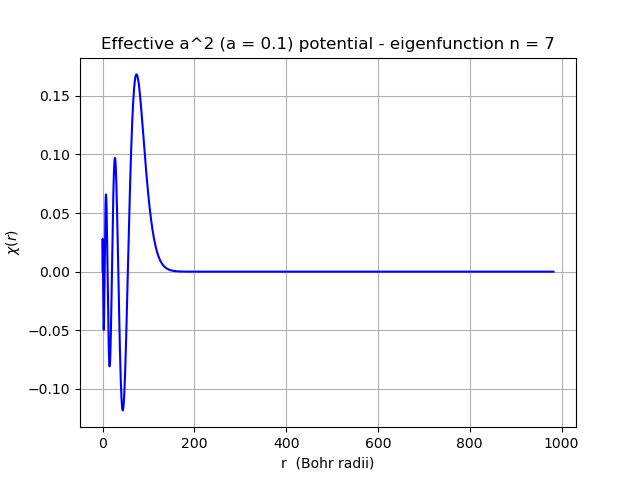 Effective a^2 (a = 0.1) potential - eigenfunction n = 7
0.15
0.10
0.05
0.00
−0.05
−0.10
χ(r)
0 200 400 600 800 1000
r (Bohr radii)